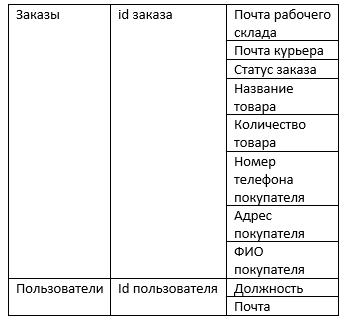 Заказы
id заказа
Почта рабочего
склада
Почта курьера
Статус заказа
Название
товара
Количество
товара
Номер
телефона
покупателя
Адрес
покупателя
ФИО
покупателя
Пользователи
Id пользователя
Должность
Почта